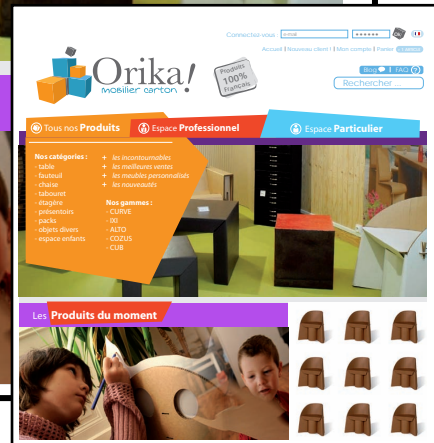 Connectez-vous : e-mail ●●●●●● OK
Accueil I Nouveau client ! I Mon compte I Panier
Orika!
mobilier carton
Produits
100%
Français
Blog I FAQ ?
Rechercher ...
Tous nos Produits
Espace Professionnel
Espace Particulier
Nos catégories :
- table
- fauteuil
- chaise
- tabouret
- étagère
- présentoirs
- packs
- objets divers
- espace enfants
+ les incontournables
+ les meilleures ventes
+ les meubles personnalisés
+ les nouveautés
Nos gammes :
- CURVE
- 00
- ALTO
- COZUS
- CUB
Les Produits du moment